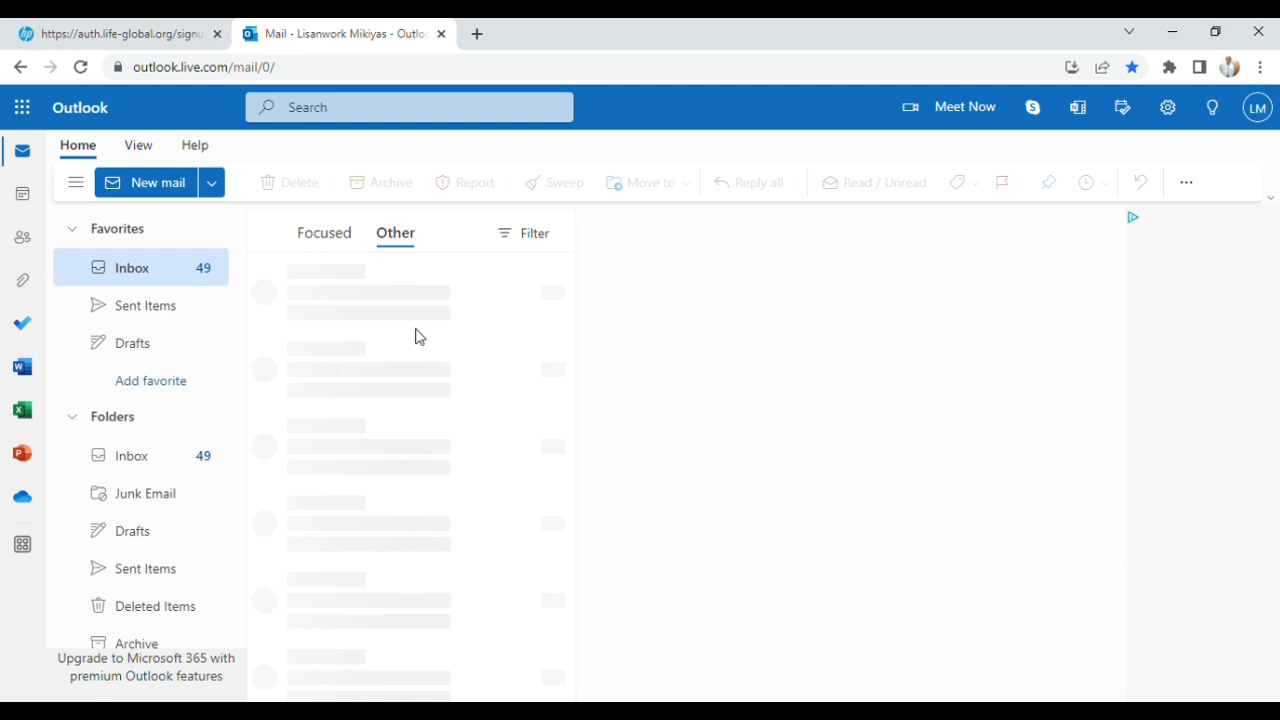 https://auth.life-global.org/signu
Mail - Lisanwork Mikiyas - Outlo
outlook.live.com/mail/0/
Outlook
Search
Meet Now
LM
Home
View
Help
New mail
Delete
Archive
Report
Sweep
Move to
Reply all
Read / Unread
Favorites
Focused
Other
Filter
Inbox
49
Sent Items
Drafts
Add favorite
Folders
Inbox
49
Junk Email
Drafts
Sent Items
Deleted Items
Archive
Upgrade to Microsoft 365 with
premium Outlook features